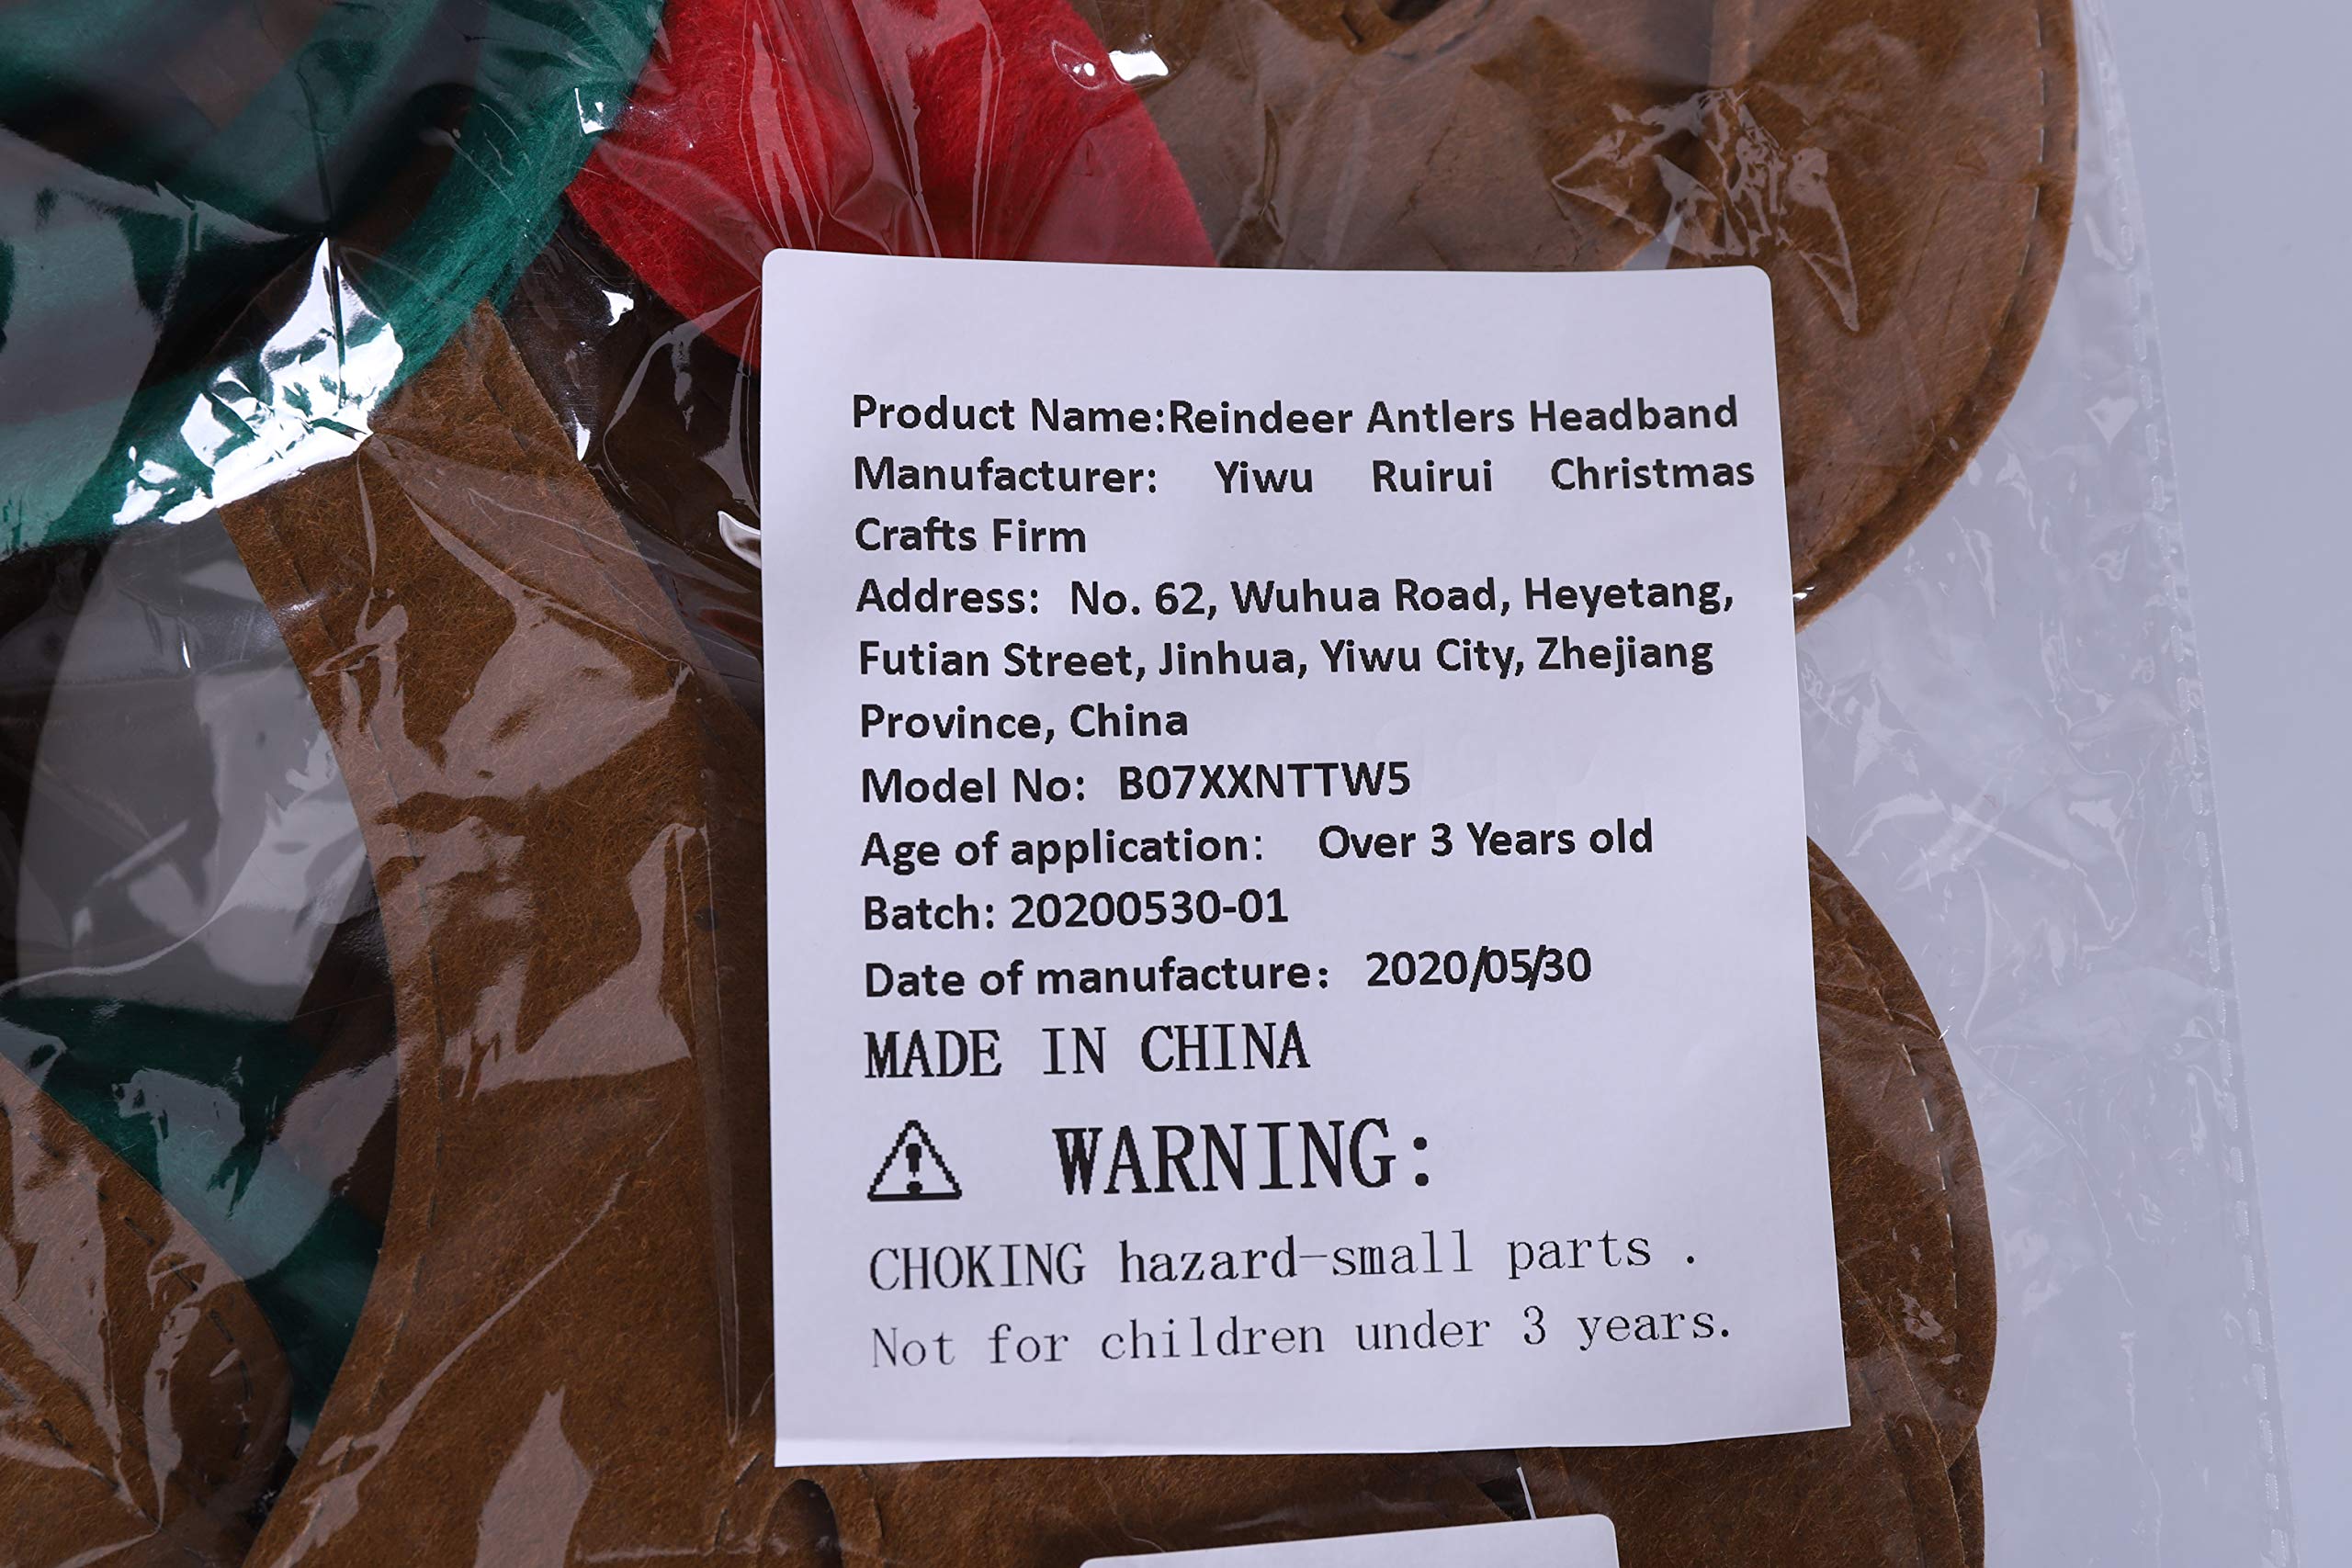 Product Name:Reindeer Antlers Headband
Manufacturer: Yiwu Ruirui Christmas
Crafts Firm
Address: No. 62, Wuhua Road, Heyetang,
Futian Street, Jinhua, Yiwu City, Zhejiang
Province, China
Model No: B07XXNTTW5
Age of application: Over 3 Years old
Batch: 20200530-01
Date of manufacture: 2020/05/30
MADE IN CHINA
WARNING:
CHOKING hazard-small parts .
Not for children under 3 years.